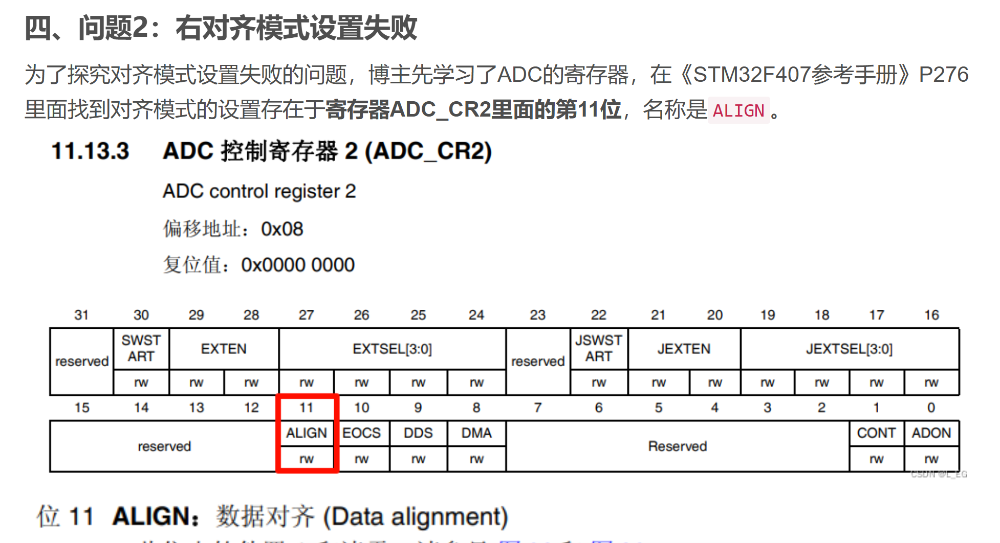 四、问题2：右对齐模式设置失败
为了探究对齐模式设置失败的问题，博主先学习了ADC的寄存器，在《STM32F407参考手册》P276
里面找到对齐模式的设置存在于寄存器ADC_CR2里面的第11位，名称是 ALIGN 。
11.13.3 ADC 控制寄存器 2 (ADC_CR2)
ADC control register 2
偏移地址：0x08
复位值：0x0000 0000
31 30 29 28 27 26 25 24 23 22 21 20 19 18 17 16
reserved SWST ART EXTEN EXTSEL[3:0] reserved JSWST ART JEXTEN JEXTSEL[3:0]
rw rw rw rw rw rw rw rw rw rw rw rw rw rw
15 14 13 12 11 10 9 8 7 6 5 4 3 2 1 0
reserved ALIGN EOCS DDS DMA Reserved CONT ADON
rw rw rw rw rw rw
CSDN @L_EG
位 11 ALIGN：数据对齐 (Data alignment)